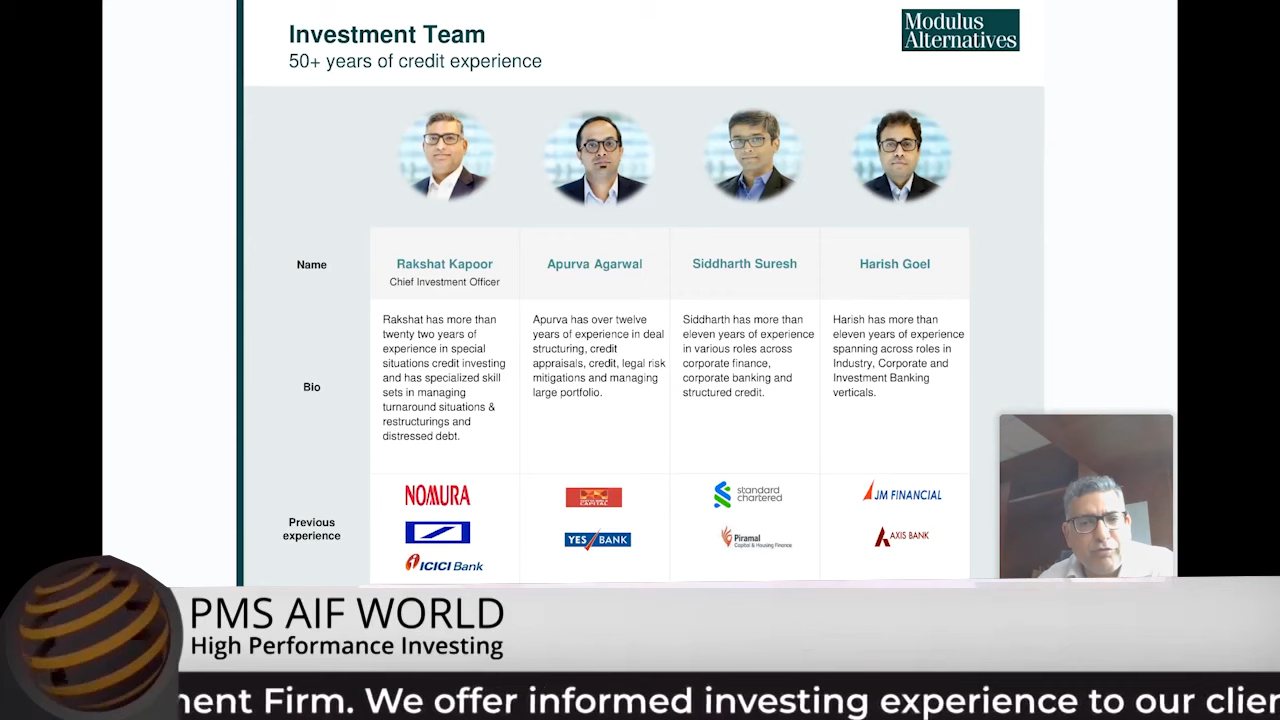 Investment Team
50+ years of credit experience
Modulus
Alternatives
Name
Rakshat Kapoor
Chief Investment Officer
Apurva Agarwal
Siddharth Suresh
Harish Goel
Bio
Rakshat has more than
twenty two years of
experience in special
situations credit investing
and has specialized skill
sets in managing
turnaround situations &
restructurings and
distressed debt.
Apurva has over twelve
years of experience in deal
structuring, credit
appraisals, credit, legal risk
mitigations and managing
large portfolio.
Siddharth has more than
eleven years of experience
in various roles across
corporate finance,
corporate banking and
structured credit.
Harish has more than
eleven years of experience
spanning across roles in
Industry, Corporate and
Investment Banking
verticals.
Previous
experience
NOMURA
ICICI Bank
CAPITAL
YES BANK
standard
chartered
Piramal
Capital & Housing Finance
JM FINANCIAL
AXIS BANK
PMS AIF WORLD
High Performance Investing
ment Firm. We offer informed investing experience to our clien